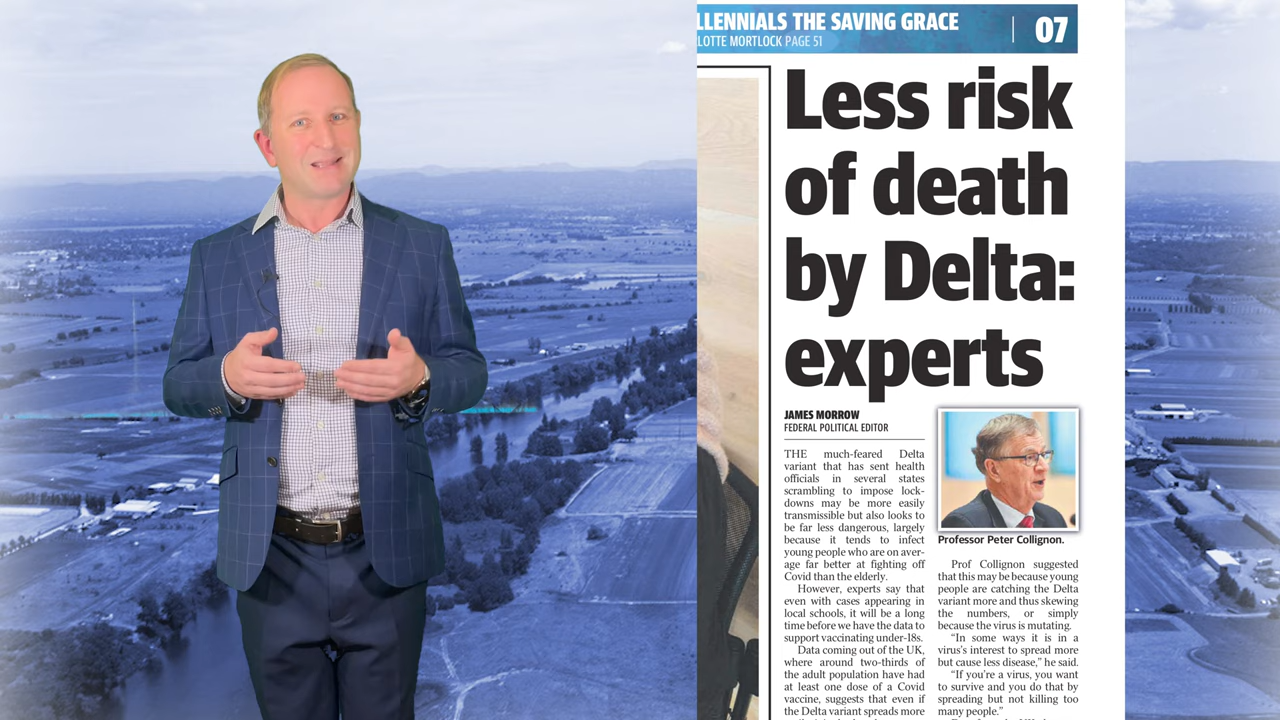 LLENNIALS THE SAVING GRACE
LOTTE MORTLOCK PAGE 51
07
Less risk
of death
by Delta:
experts
JAMES MORROW
FEDERAL POLITICAL EDITOR
THE much-feared Delta
variant that has sent health
officials in several states
scrambling to impose lock-
downs may be more easily
transmissible but also looks to
be far less dangerous, largely
because it tends to infect
young people who are on aver-
age far better at fighting off
Covid than the elderly.
However, experts say that
even with cases appearing in
local schools, it will be a long
time before we have the data to
support vaccinating under-18s.
Data coming out of the UK,
where around two-thirds of
the adult population have had
at least one dose of a Covid
vaccine, suggests that even if
the Delta variant spreads more
Professor Peter Collignon.
Prof Collignon suggested
that this may be because young
people are catching the Delta
variant more and thus skewing
the numbers, or simply
because the virus is mutating.
"In some ways it is in a
virus's interest to spread more
but cause less disease," he said.
"If you're a virus, you want
to survive and you do that by
spreading but not killing too
many people."